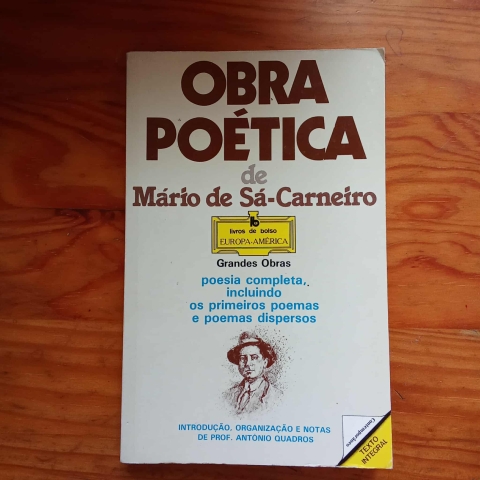 OBRA
POÉTICA
de
Mário de Sá-Carneiro
lb
livros de bolso
EUROPA-AMÉRICA
Grandes Obras
poesia completa,
incluindo
os primeiros poemas
e poemas dispersos
INTRODUÇÃO, ORGANIZAÇÃO E NOTAS
DE PROF. ANTÓNIO QUADROS
TEXTO
INTEGRAL